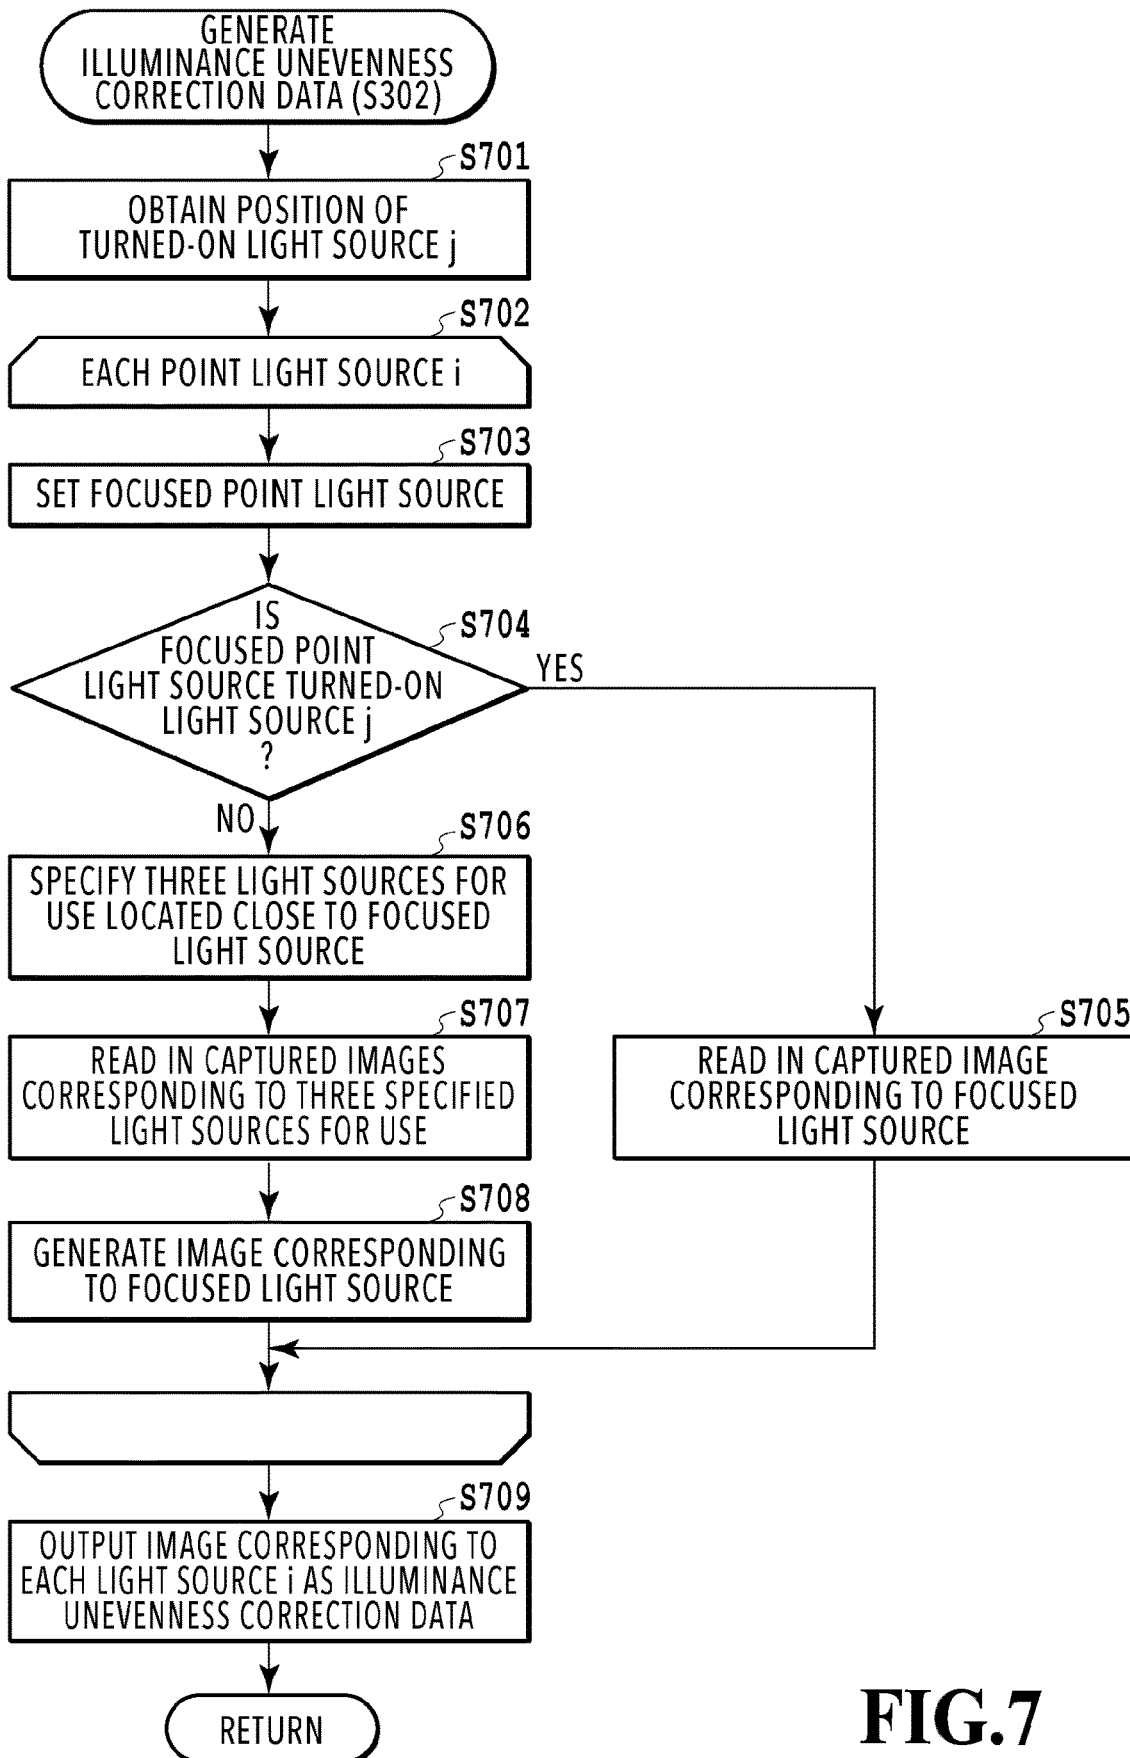 GENERATE
ILLUMINANCE UNEVENNESS
CORRECTION DATA (S302)
S701
OBTAIN POSITION OF
TURNED-ON LIGHT SOURCE j
S702
EACH POINT LIGHT SOURCE i
S703
SET FOCUSED POINT LIGHT SOURCE
S704
IS
FOCUSED POINT
LIGHT SOURCE TURNED-ON
LIGHT SOURCE j
?
YES
NO
S706
SPECIFY THREE LIGHT SOURCES FOR
USE LOCATED CLOSE TO FOCUSED
LIGHT SOURCE
S707
READ IN CAPTURED IMAGES
CORRESPONDING TO THREE SPECIFIED
LIGHT SOURCES FOR USE
S705
READ IN CAPTURED IMAGE
CORRESPONDING TO FOCUSED
LIGHT SOURCE
S708
GENERATE IMAGE CORRESPONDING
TO FOCUSED LIGHT SOURCE
S709
OUTPUT IMAGE CORRESPONDING TO
EACH LIGHT SOURCE i AS ILLUMINANCE
UNEVENNESS CORRECTION DATA
RETURN
FIG.7